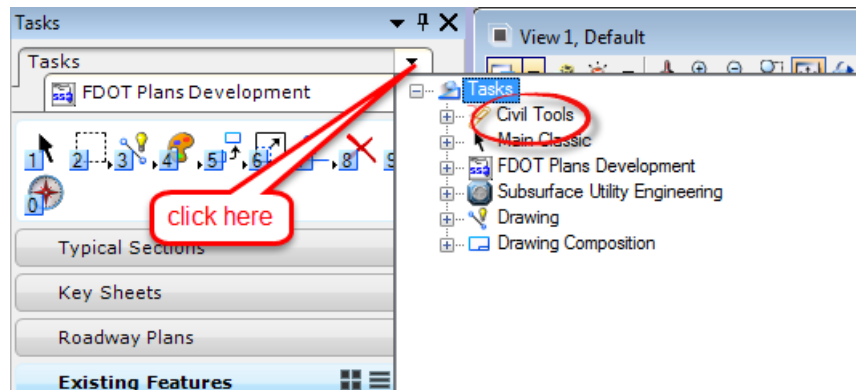 Tasks
View 1, Default
Tasks
FDOT Plans Development
Tasks
Civil Tools
Main Classic
FDOT Plans Development
Subsurface Utility Engineering
Drawing
Drawing Composition
1 2 3 4 5 6 8 9
0
click here
Typical Sections
Key Sheets
Roadway Plans
Existing Features